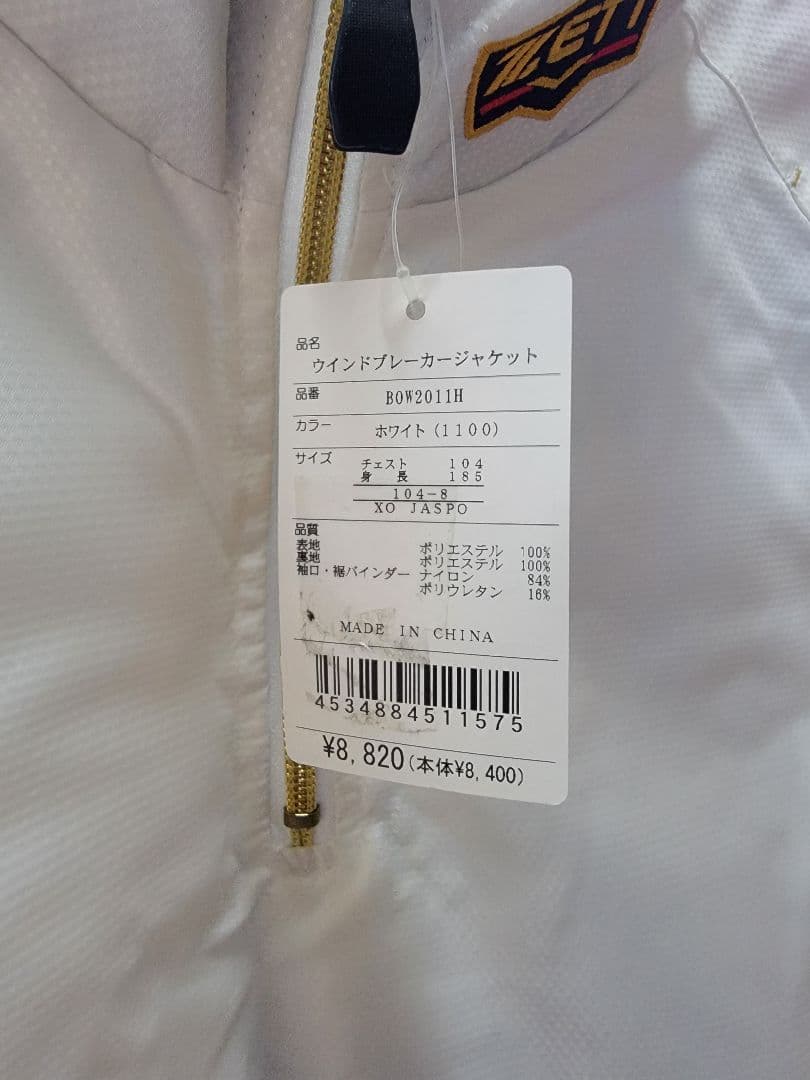 ZETT
品名
ウインドブレーカージャケット
品番 BOW2011H
カラー ホワイト(1100)
サイズ チェスト 104
身長 185
104-8
XO JASPO
品質
表地 ポリエステル 100%
裏地 ポリエステル 100%
袖口・裾バインダー ナイロン 84%
ポリウレタン 16%
MADE IN CHINA
4534884511575
¥8,820(本体¥8,400)